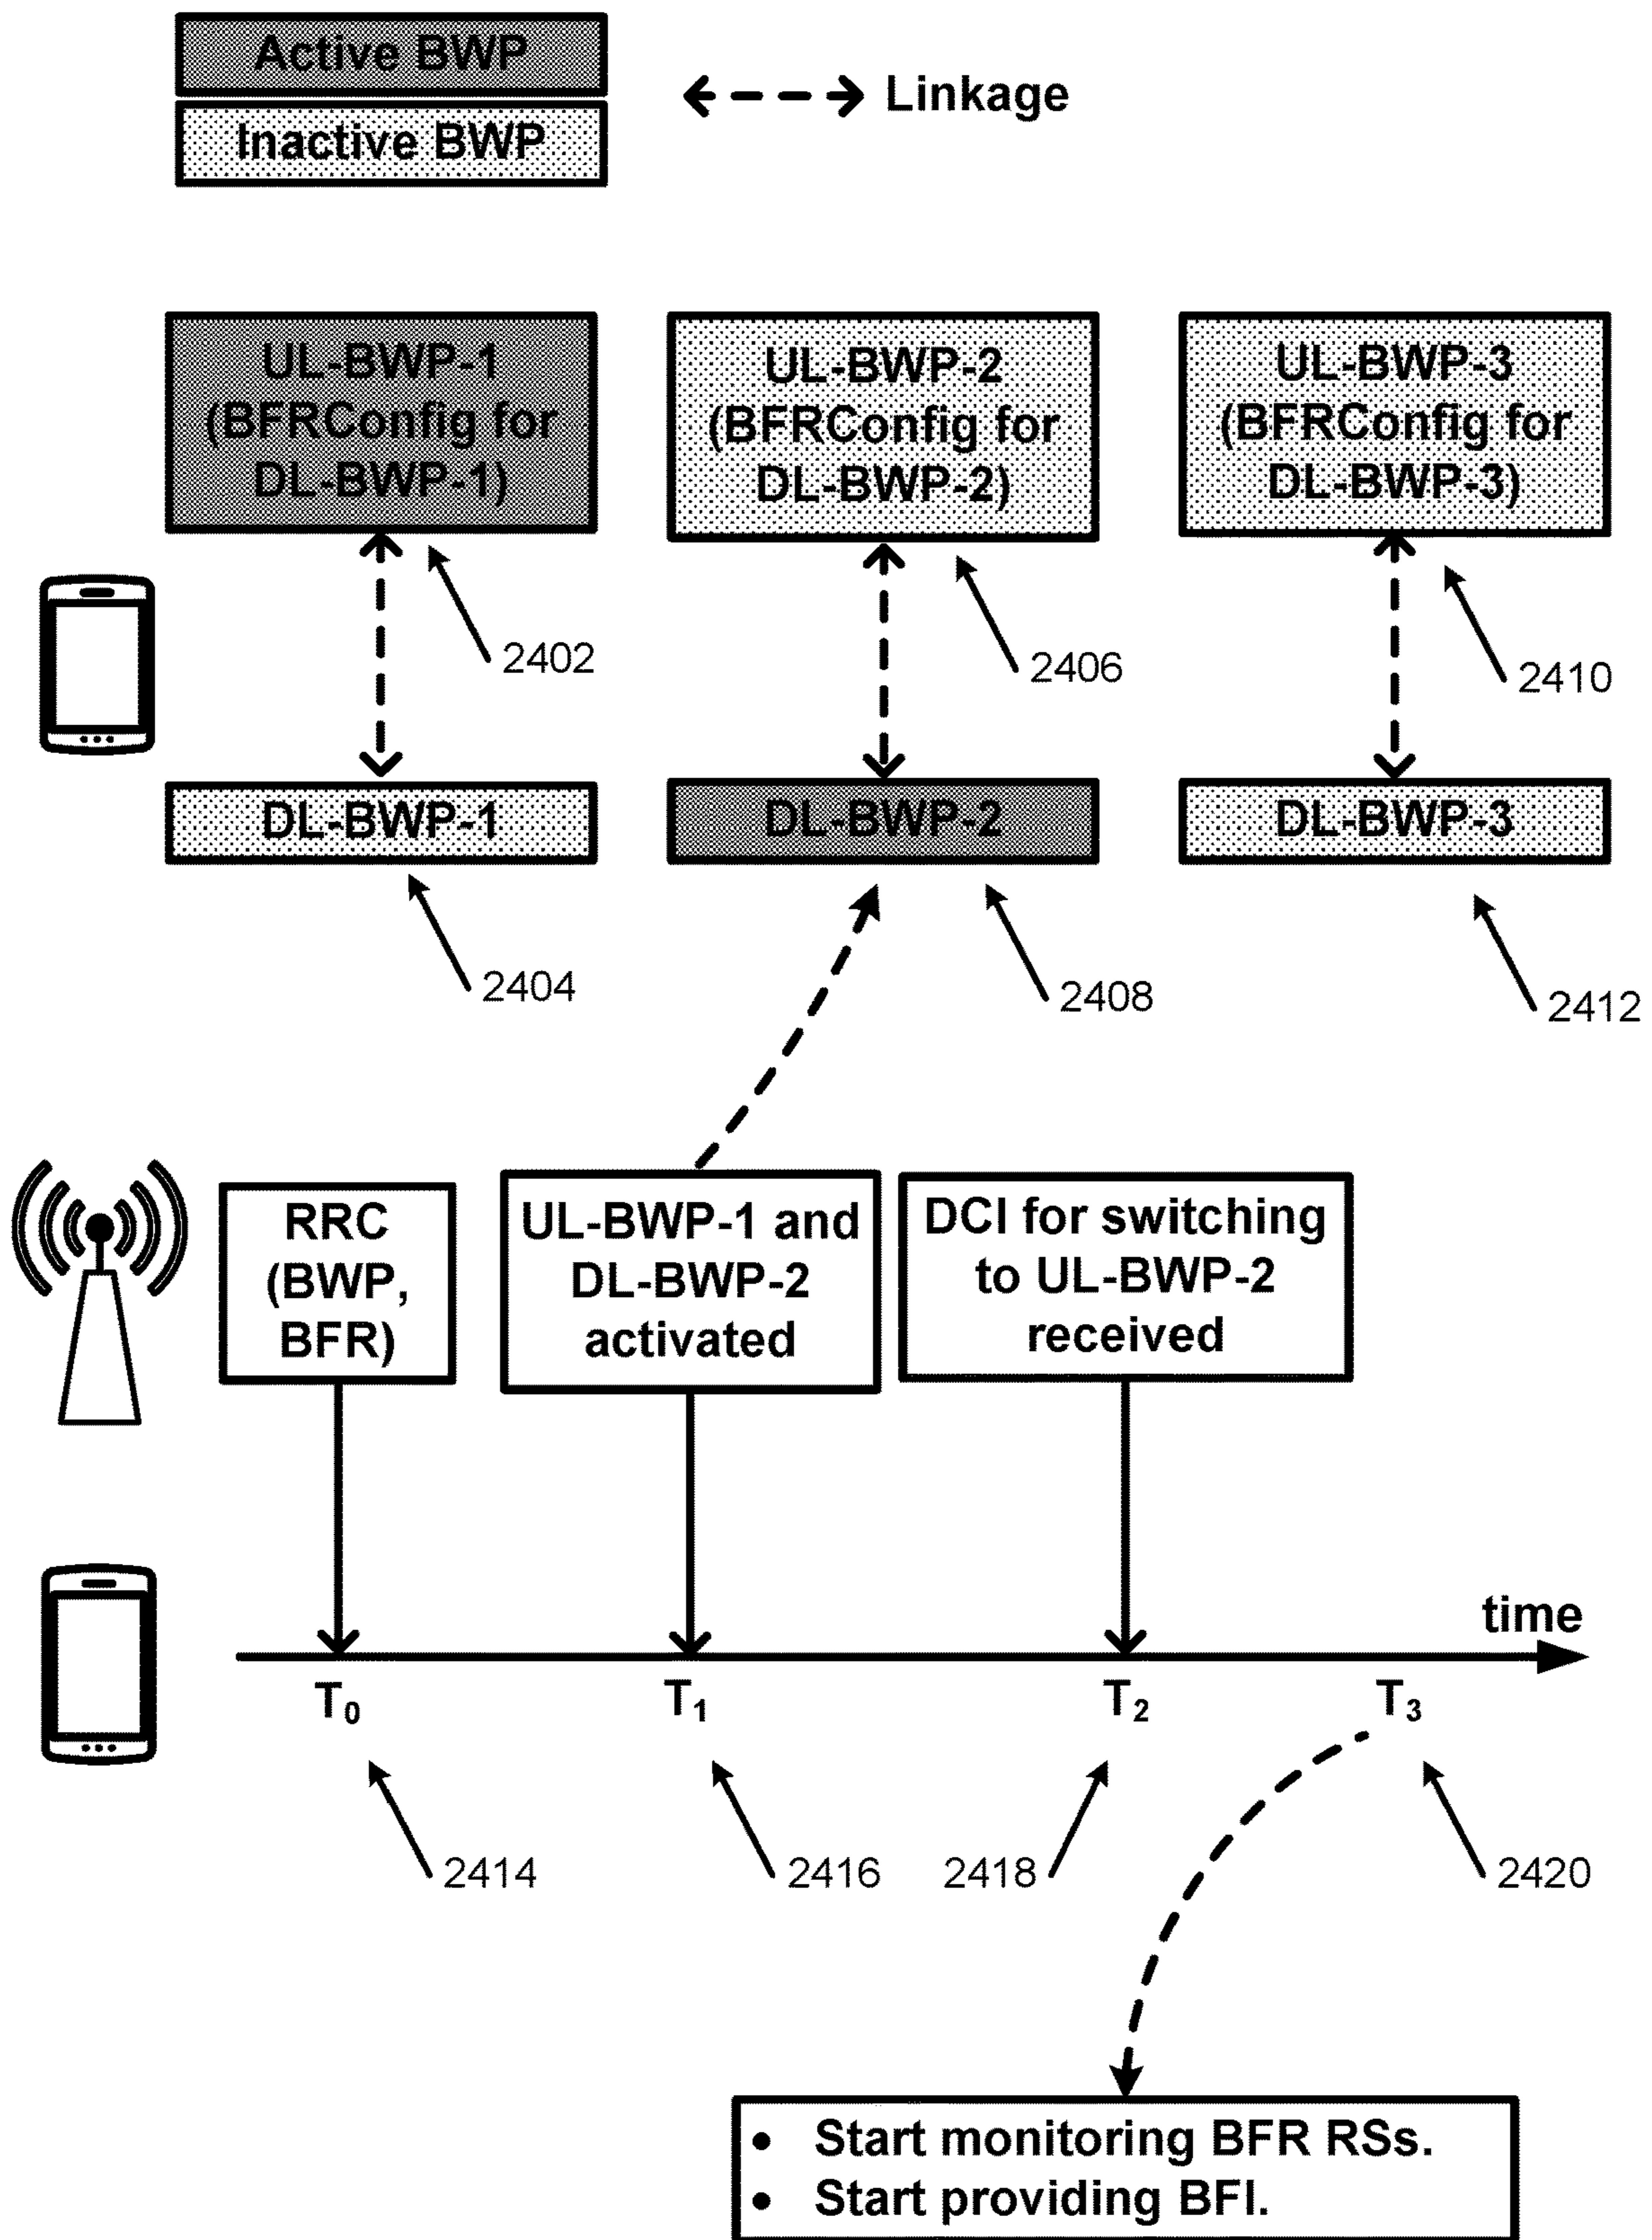 Active BWP
Inactive BWP
Linkage
UL-BWP-1
(BFRConfig for
DL-BWP-1)
UL-BWP-2
(BFRConfig for
DL-BWP-2)
UL-BWP-3
(BFRConfig for
DL-BWP-3)
2402
2406
2410
DL-BWP-1
DL-BWP-2
DL-BWP-3
2404
2408
2412
RRC
(BWP,
BFR)
UL-BWP-1 and
DL-BWP-2
activated
DCI for switching
to UL-BWP-2
received
time
T₀
T₁
T₂
T₃
2414
2416
2418
2420
• Start monitoring BFR RSs.
• Start providing BFI.